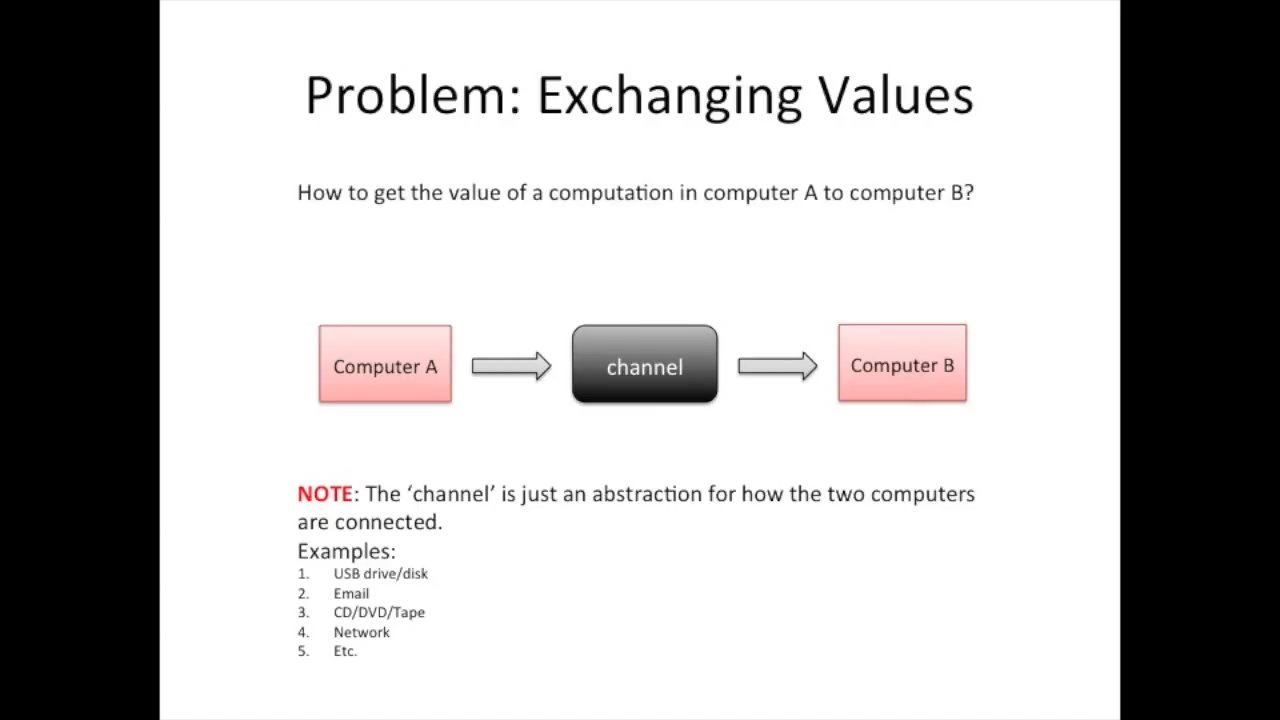 Problem: Exchanging Values
How to get the value of a computation in computer A to computer B?
Computer A
channel
Computer B
NOTE: The ‘channel’ is just an abstraction for how the two computers
are connected.
Examples:
1. USB drive/disk
2. Email
3. CD/DVD/Tape
4. Network
5. Etc.